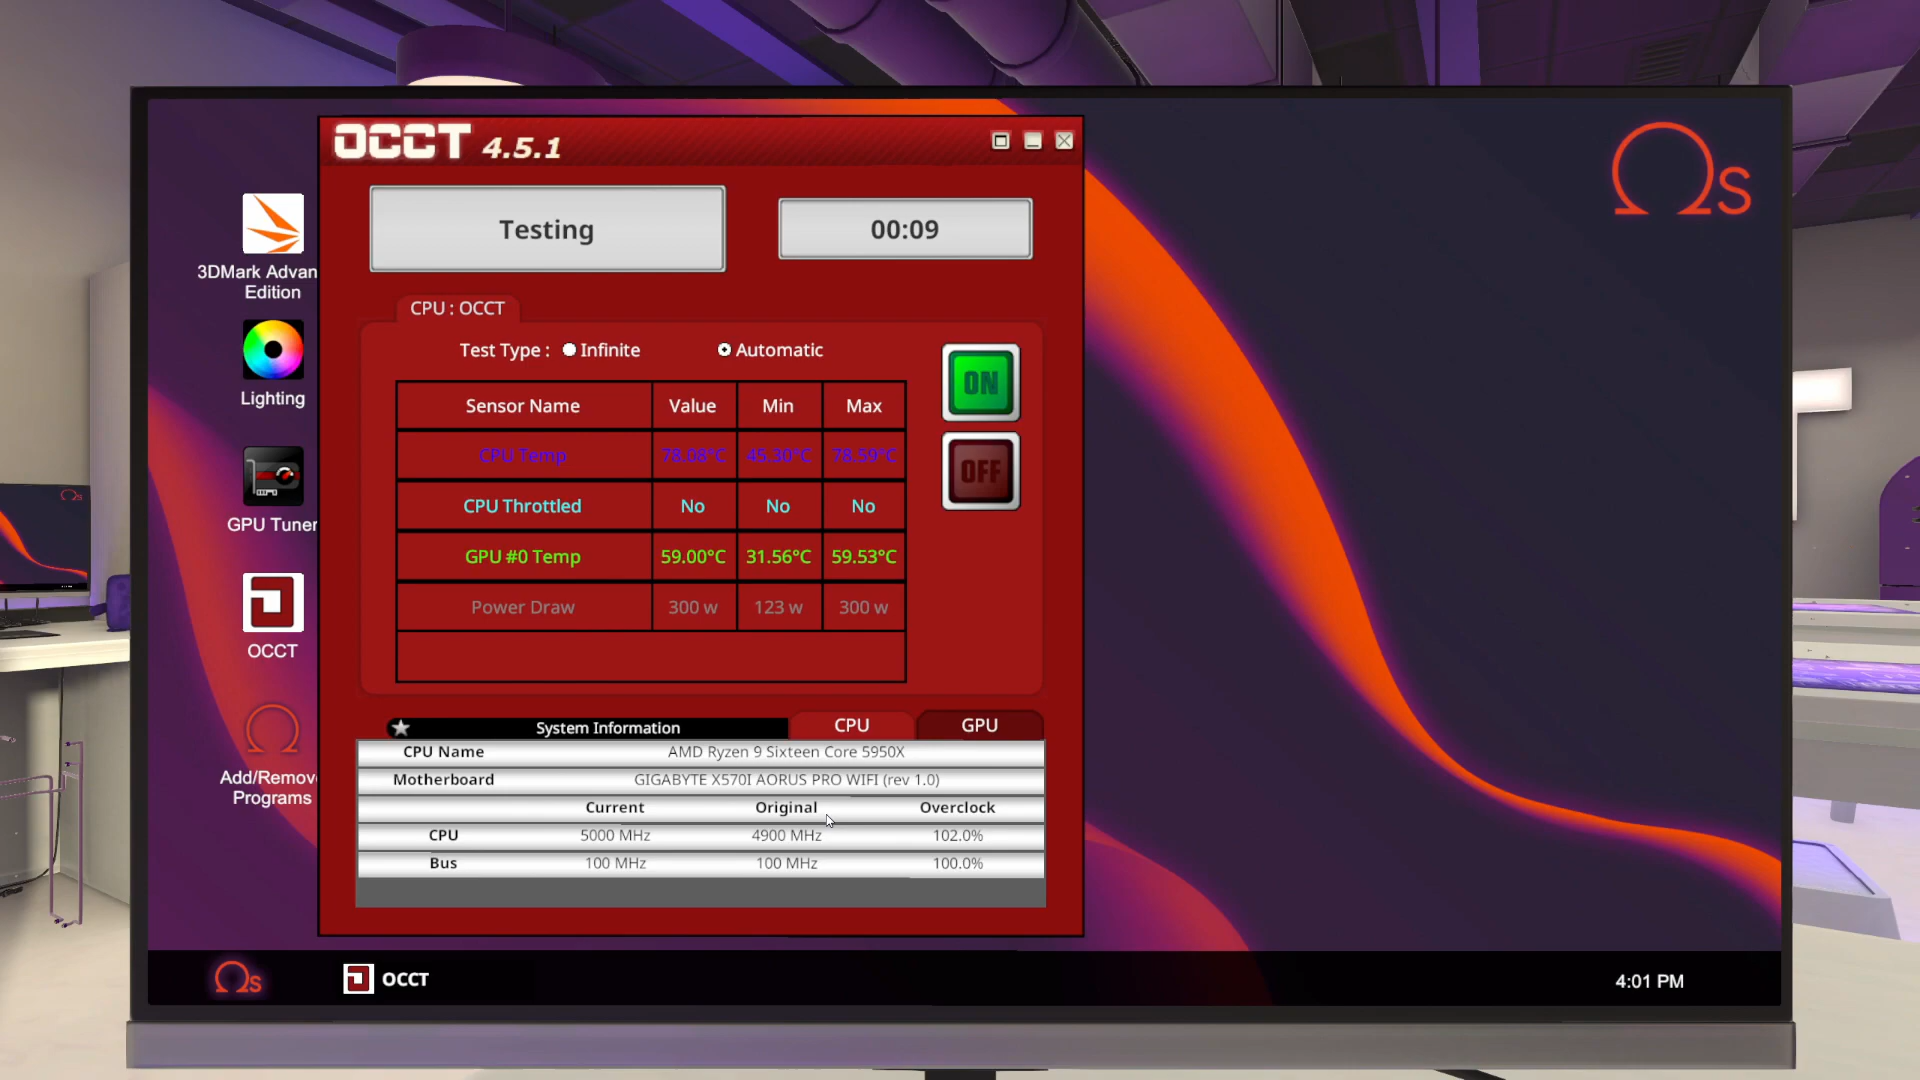 OCCT 4.5.1
Testing
00:09
CPU : OCCT
Test Type : Infinite Automatic
ON
OFF
Sensor Name Value Min Max
CPU Temp 78.08°C 45.30°C 78.59°C
CPU Throttled No No No
GPU #0 Temp 59.00°C 31.56°C 59.53°C
Power Draw 300 w 123 w 300 w
System Information CPU GPU
CPU Name AMD Ryzen 9 Sixteen Core 5950X
Motherboard GIGABYTE X570I AORUS PRO WIFI (rev 1.0)
Current Original Overclock
CPU 5000 MHz 4900 MHz 102.0%
Bus 100 MHz 100 MHz 100.0%
3DMark Advan
Edition
Lighting
GPU Tuner
OCCT
Add/Remov
Programs
Ωs
Ωs
OCCT
4:01 PM